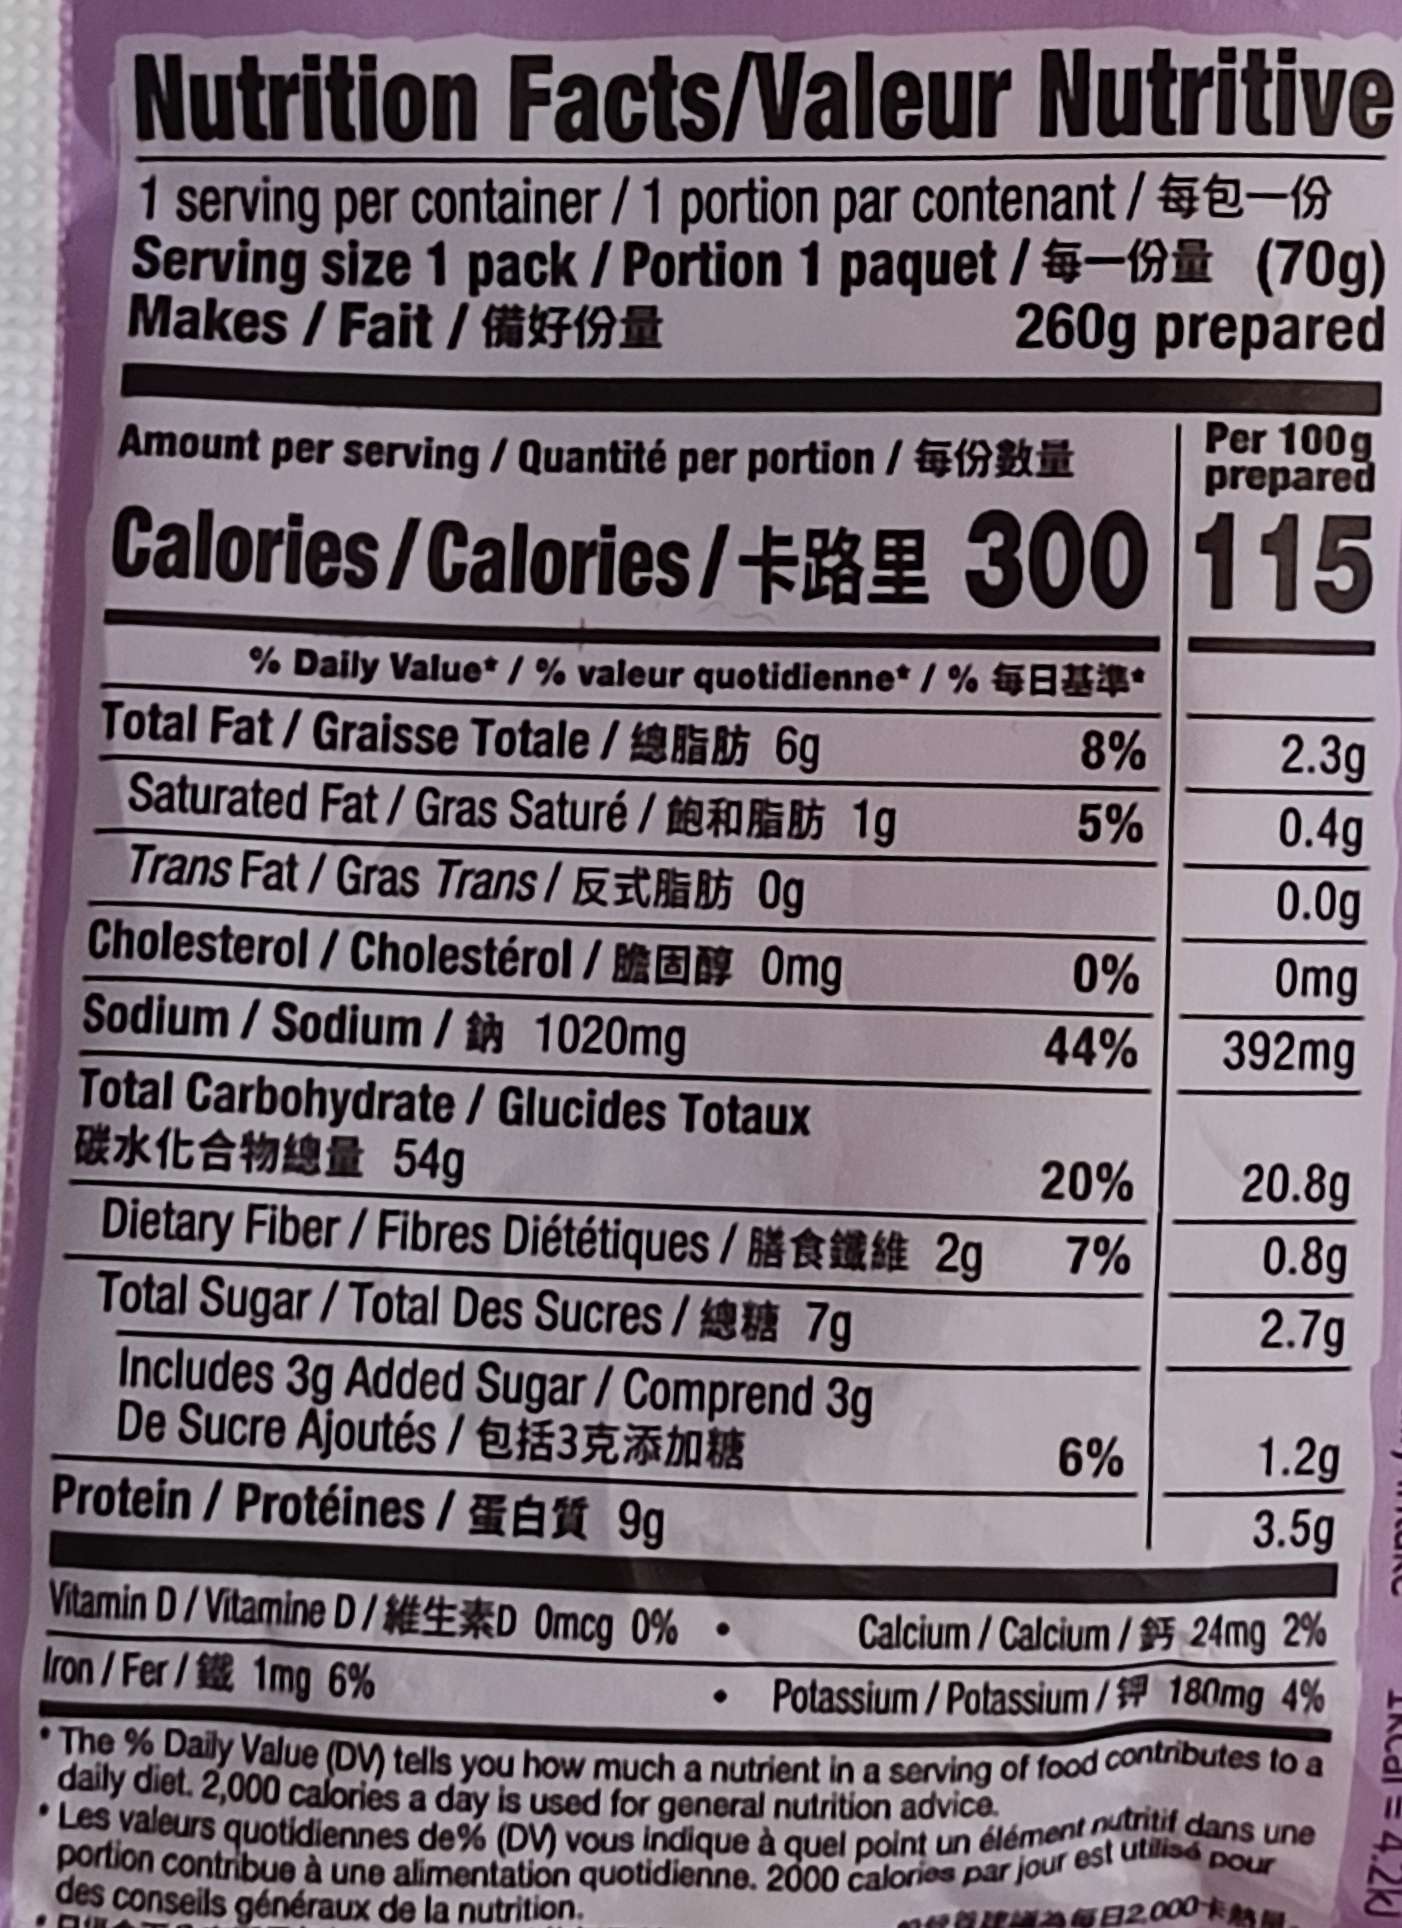 Nutrition Facts/Valeur Nutritive
1 serving per container / 1 portion par contenant / 每包一份
Serving size 1 pack / Portion 1 paquet / 每一份量 (70g)
Makes / Fait / 備好份量 260g prepared
Amount per serving / Quantité per portion / 每份數量
Per 100g
prepared
Calories / Calories / 卡路里 300 115
% Daily Value* / % valeur quotidienne* / % 每日基準*
Total Fat / Graisse Totale / 總脂肪 6g 8% 2.3g
Saturated Fat / Gras Saturé / 飽和脂肪 1g 5% 0.4g
Trans Fat / Gras Trans / 反式脂肪 0g 0.0g
Cholesterol / Cholestérol / 膽固醇 0mg 0% 0mg
Sodium / Sodium / 鈉 1020mg 44% 392mg
Total Carbohydrate / Glucides Totaux
碳水化合物總量 54g 20% 20.8g
Dietary Fiber / Fibres Diététiques / 膳食鐵維 2g 7% 0.8g
Total Sugar / Total Des Sucres / 總糖 7g 2.7g
Includes 3g Added Sugar / Comprend 3g
De Sucre Ajoutés / 包括3克添加糖 6% 1.2g
Protein / Protéines / 蛋白質 9g 3.5g
Vitamin D / Vitamine D / 維生素D 0mcg 0% • Calcium / Calcium / 鈣 24mg 2%
Iron / Fer / 鐵 1mg 6% • Potassium / Potassium / 鉀 180mg 4%
* The % Daily Value (DV) tells you how much a nutrient in a serving of food contributes to a
daily diet. 2,000 calories a day is used for general nutrition advice.
* Les valeurs quotidiennes de% (DV) vous indique à quel point un élément nutritif dans une
portion contribue à une alimentation quotidienne. 2000 calories par jour est utilisé pour
des conseils généraux de la nutrition.
為每日2,000卡
1kcal = 4.2kJ